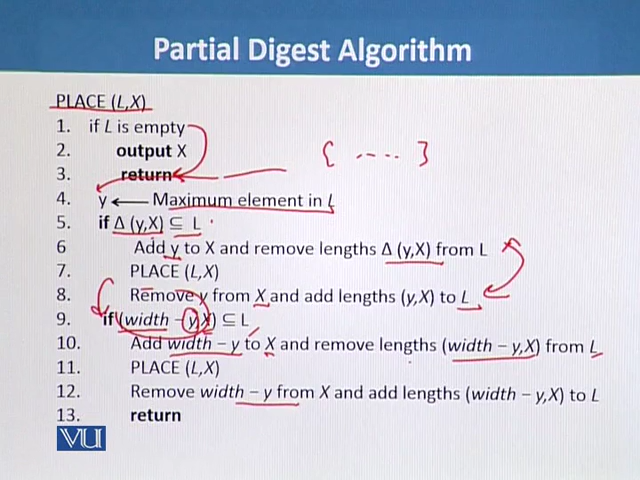 Partial Digest Algorithm
PLACE (L,X)
1. if L is empty
2. output X
3. return
4. y ← Maximum element in L
5. if Δ (y,X) ⊆ L
6 Add y to X and remove lengths Δ (y,X) from L
7. PLACE (L,X)
8. Remove y from X and add lengths (y,X) to L
9. if (width – y,X) ⊆ L
10. Add width – y to X and remove lengths (width – y,X) from L
11. PLACE (L,X)
12. Remove width – y from X and add lengths (width – y,X) to L
13. return
{ .... }
VU